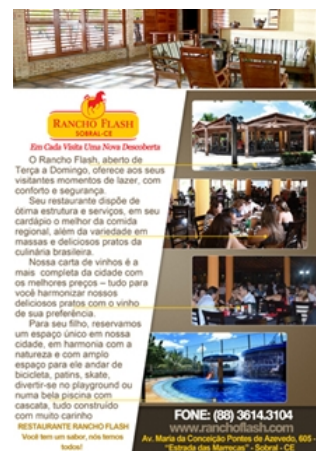 RANCHO FLASH
SOBRAL-CE
Em Cada Visita Uma Nova Descoberta
O Rancho Flash, aberto de
Terça a Domingo, oferece aos seus
visitantes momentos de lazer, com
conforto e segurança.
Seu restaurante dispõe de
ótima estrutura e serviços, em seu
cardápio o melhor da comida
regional, além da variedade em
massas e deliciosos pratos da
culinária brasileira.
Nossa carta de vinhos é a
mais completa da cidade com
os melhores preços – tudo para
você harmonizar nossos
deliciosos pratos com o vinho
de sua preferência.
Para seu filho, reservamos
um espaço único em nossa
cidade, em harmonia com a
natureza e com amplo
espaço para ele andar de
bicicleta, patins, skate,
divertir-se no playground ou
numa bela piscina com
cascata, tudo construído
com muito carinho
RESTAURANTE RANCHO FLASH
Você tem um sabor, nós temos
todos!
FONE: (88) 3614.3104
www.ranchoflash.com
Av. Maria da Conceição Pontes de Azevedo, 605 -
"Estrada das Marrecas" - Sobral - CE